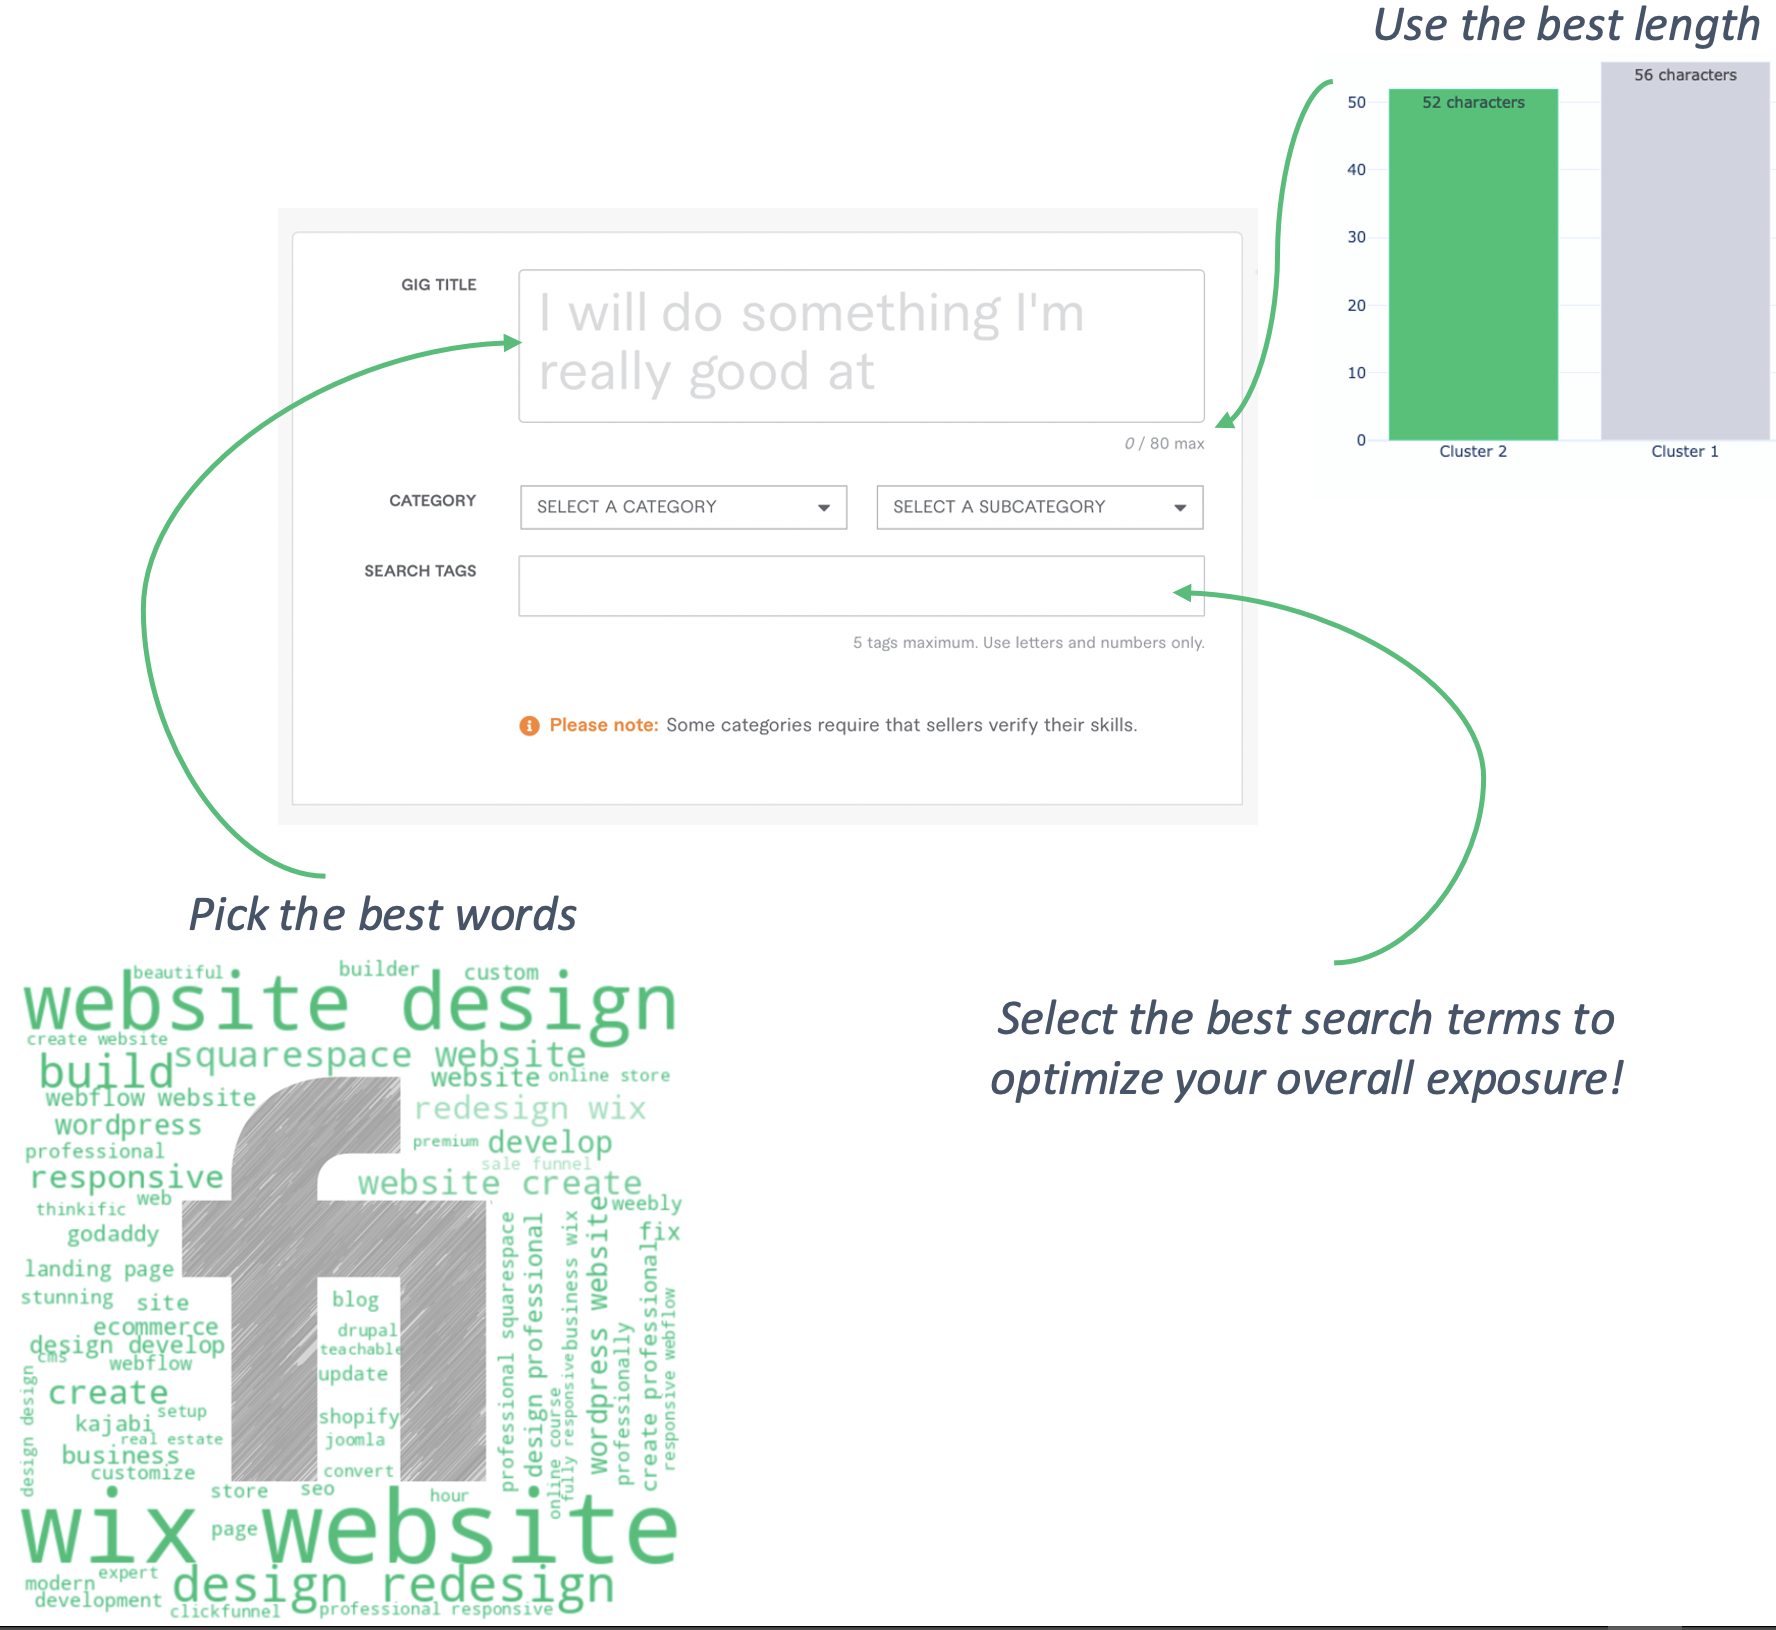 Use the best length
56 characters
52 characters
50
40
30
20
10
0
Cluster 2
Cluster 1
GIG TITLE
I will do something I'm
really good at
0 / 80 max
CATEGORY
SELECT A CATEGORY
SELECT A SUBCATEGORY
SEARCH TAGS
5 tags maximum. Use letters and numbers only.
Please note: Some categories require that sellers verify their skills.
Pick the best words
Select the best search terms to
optimize your overall exposure!
beautiful
builder
custom
website design
create website
squarespace website
build
website
online store
webflow website
redesign wix
wordpress
premium
develop
professional
sale funnel
responsive
website create
web
thinkific
weebly
godaddy
fix
landing page
stunning
site
blog
ecommerce
drupal
design develop
teachable
cms
webflow
update
create
setup
kajabi
shopify
real estate
joomla
business
customize
convert
design design
professional squarespace
design professional
online course
business wix
fully responsive
wordpress website
professionally
create professional
responsive webflow
store
seo
hour
wix website
page
expert
modern
design redesign
development
clickfunnel
professional responsive
fi